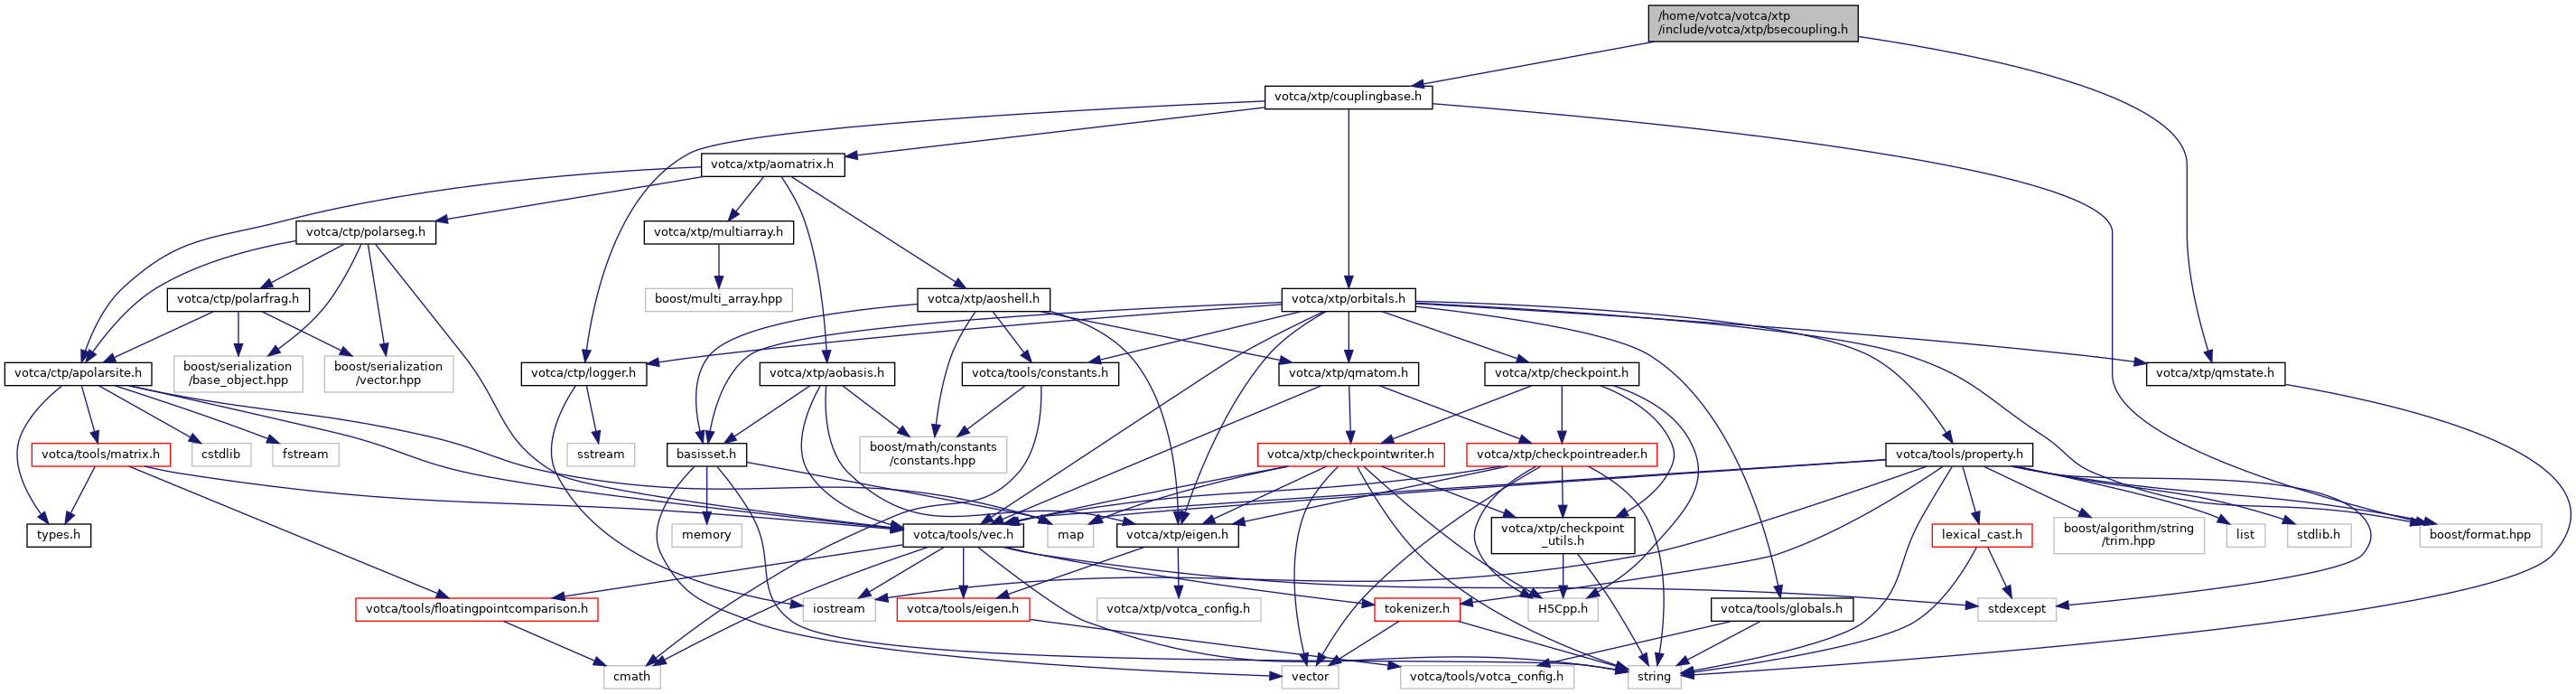 /home/votca/votca/xtp
/include/votca/xtp/bsecoupling.h
votca/xtp/couplingbase.h
votca/xtp/aomatrix.h
votca/ctp/polarseg.h
votca/xtp/multiarray.h
votca/ctp/polarfrag.h
boost/multi_array.hpp
votca/xtp/aoshell.h
votca/xtp/orbitals.h
votca/ctp/apolarsite.h
boost/serialization
/base_object.hpp
boost/serialization
/vector.hpp
votca/ctp/logger.h
votca/xtp/aobasis.h
votca/tools/constants.h
votca/xtp/qmatom.h
votca/xtp/checkpoint.h
votca/xtp/qmstate.h
votca/tools/matrix.h
cstdlib
fstream
sstream
basisset.h
boost/math/constants
/constants.hpp
votca/xtp/checkpointwriter.h
votca/xtp/checkpointreader.h
votca/tools/property.h
types.h
memory
votca/tools/vec.h
map
votca/xtp/eigen.h
votca/xtp/checkpoint
_utils.h
lexical_cast.h
boost/algorithm/string
/trim.hpp
list
stdlib.h
boost/format.hpp
votca/tools/floatingpointcomparison.h
iostream
votca/tools/eigen.h
votca/xtp/votca_config.h
tokenizer.h
H5Cpp.h
votca/tools/globals.h
stdexcept
cmath
vector
votca/tools/votca_config.h
string